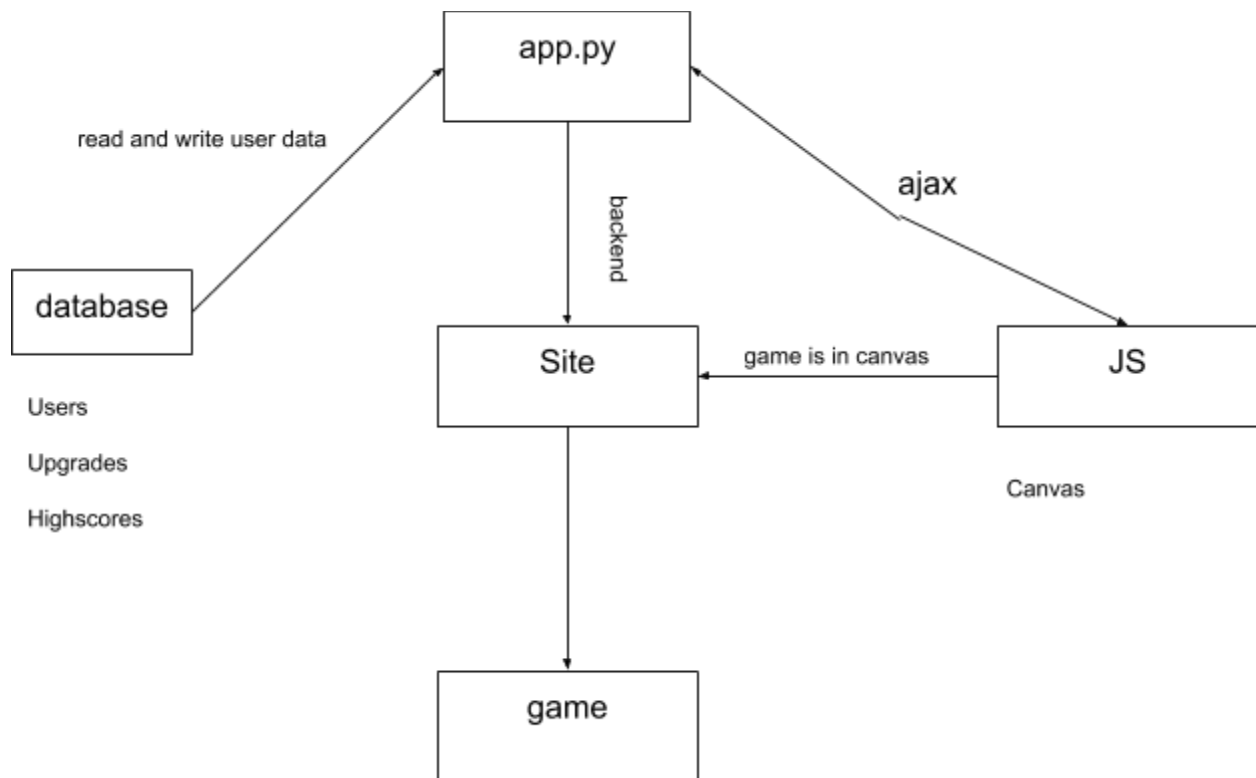 app.py
read and write user data
ajax
backend
database
Site
game is in canvas
JS
Users
Upgrades
Highscores
Canvas
game